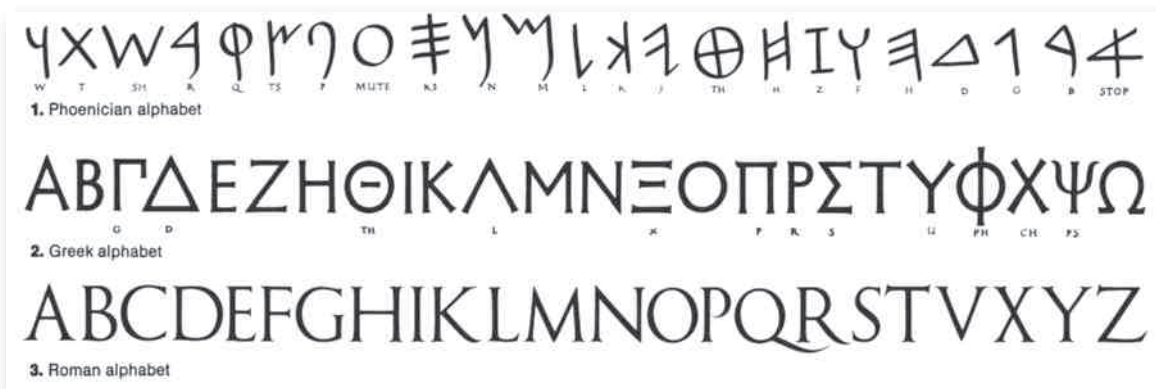 𐤀𐤁𐤂𐤃𐤄𐤅𐤆𐤇𐤈𐤉𐤊𐤋𐤌𐤍𐤎𐤏𐤐𐤑𐤒𐤓𐤔𐤕𐤅
W T SH R Q TS P MUTE KS N M L K J TH H Z F H D G B STOP
1. Phoenician alphabet
ΑΒΓΔΕΖΗΘΙΚΛΜΝΞΟΠΡΣΤΥΦΧΨΩ
G D TH L X P R S U PH CH PS
2. Greek alphabet
ABCDEFGHIKLMNOPQRSTVXYZ
3. Roman alphabet